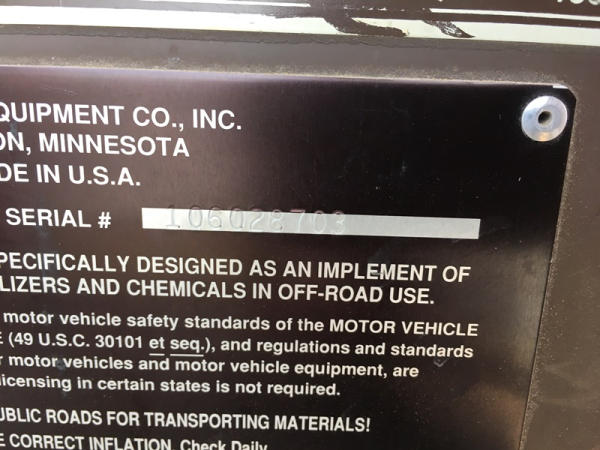 QUIPMENT CO., INC.
ON, MINNESOTA
DE IN U.S.A.
SERIAL # 106028703
PECIFICALLY DESIGNED AS AN IMPLEMENT OF
LIZERS AND CHEMICALS IN OFF-ROAD USE.
motor vehicle safety standards of the MOTOR VEHICLE
E (49 U.S.C. 30101 et seq.), and regulations and standards
r motor vehicles and motor vehicle equipment, are
licensing in certain states is not required.
UBLIC ROADS FOR TRANSPORTING MATERIALS!
E CORRECT INFLATION. Check Daily